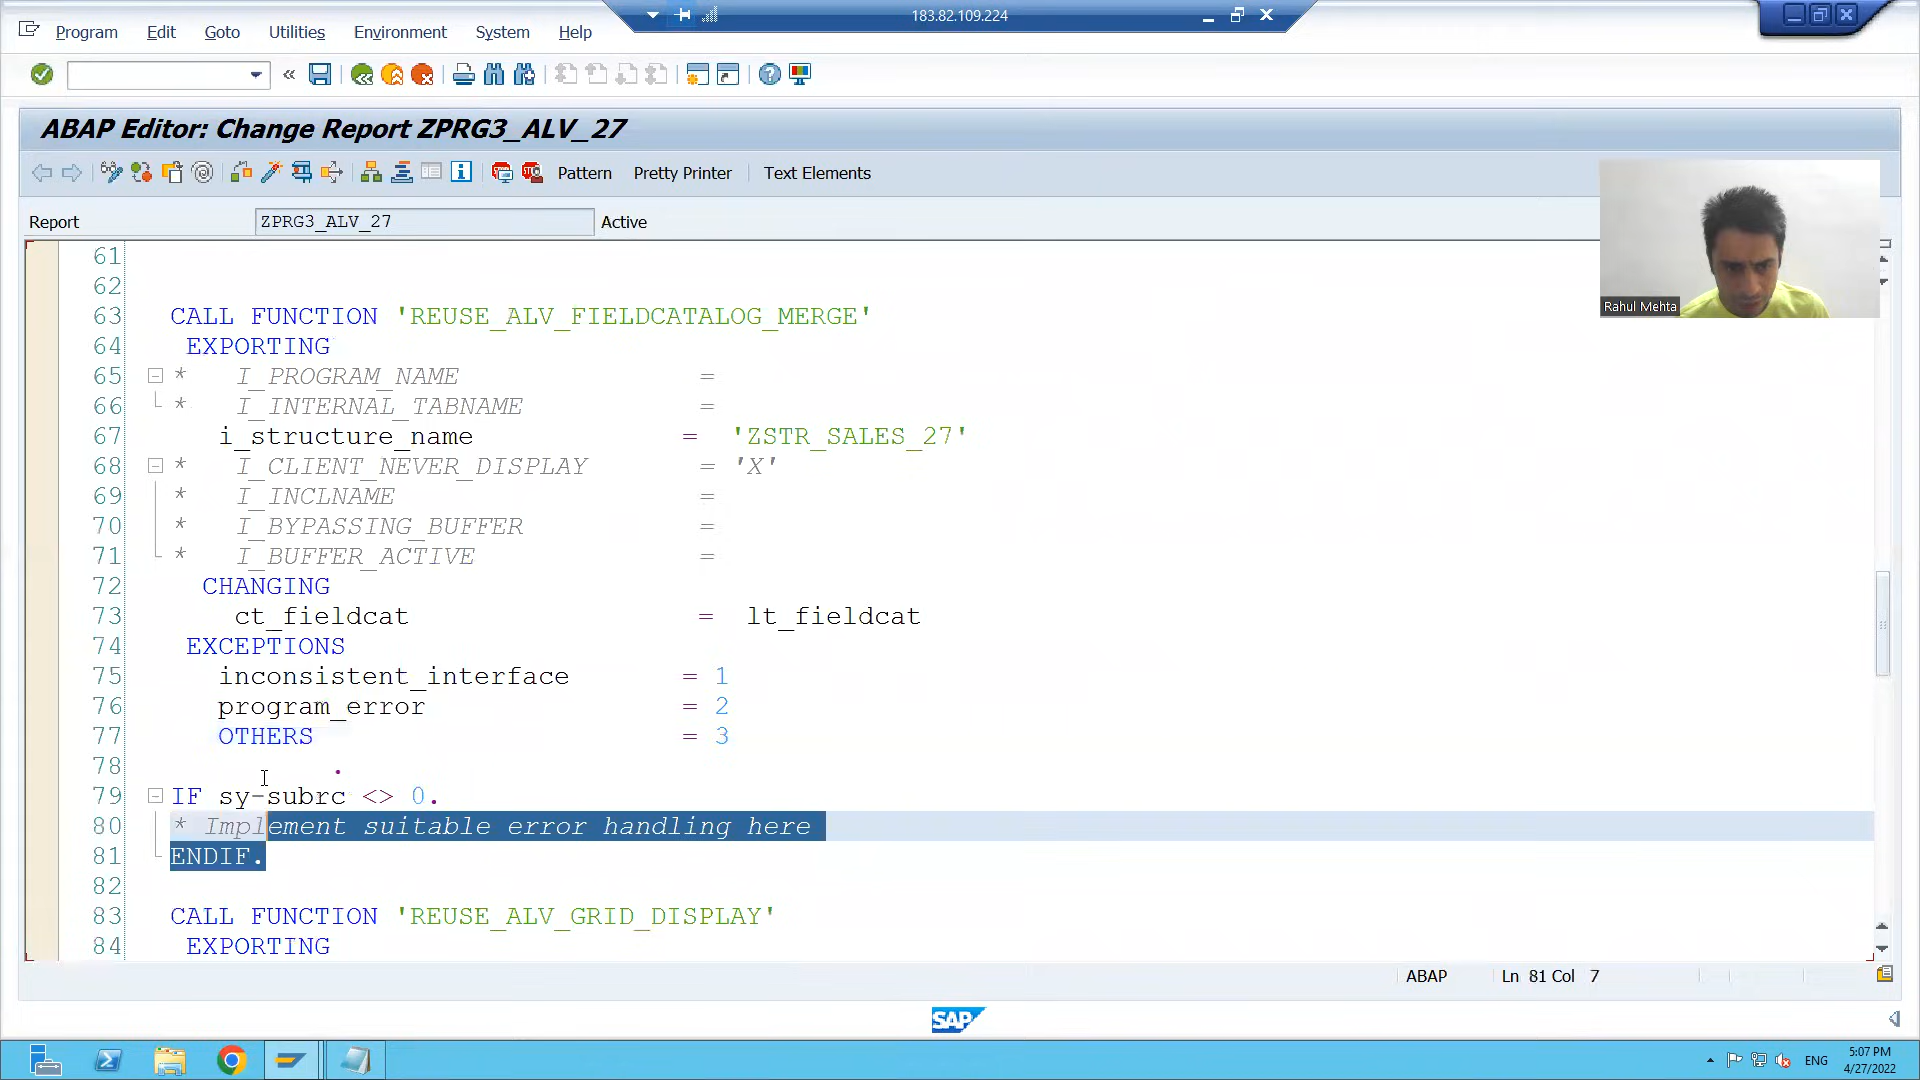 183.82.109.224
Program Edit Goto Utilities Environment System Help
ABAP Editor: Change Report ZPRG3_ALV_27
Pattern Pretty Printer Text Elements
Report ZPRG3_ALV_27 Active
Rahul Mehta
61
62
63 CALL FUNCTION 'REUSE_ALV_FIELDCATALOG_MERGE'
64 EXPORTING
65 * I_PROGRAM_NAME =
66 * I_INTERNAL_TABNAME =
67 i_structure_name = 'ZSTR_SALES_27'
68 * I_CLIENT_NEVER_DISPLAY = 'X'
69 * I_INCLNAME =
70 * I_BYPASSING_BUFFER =
71 * I_BUFFER_ACTIVE =
72 CHANGING
73 ct_fieldcat = lt_fieldcat
74 EXCEPTIONS
75 inconsistent_interface = 1
76 program_error = 2
77 OTHERS = 3
78 .
79 IF sy-subrc <> 0.
80 * Implement suitable error handling here
81 ENDIF.
82
83 CALL FUNCTION 'REUSE_ALV_GRID_DISPLAY'
84 EXPORTING
ABAP Ln 81 Col 7
SAP
ENG
5:07 PM
4/27/2022